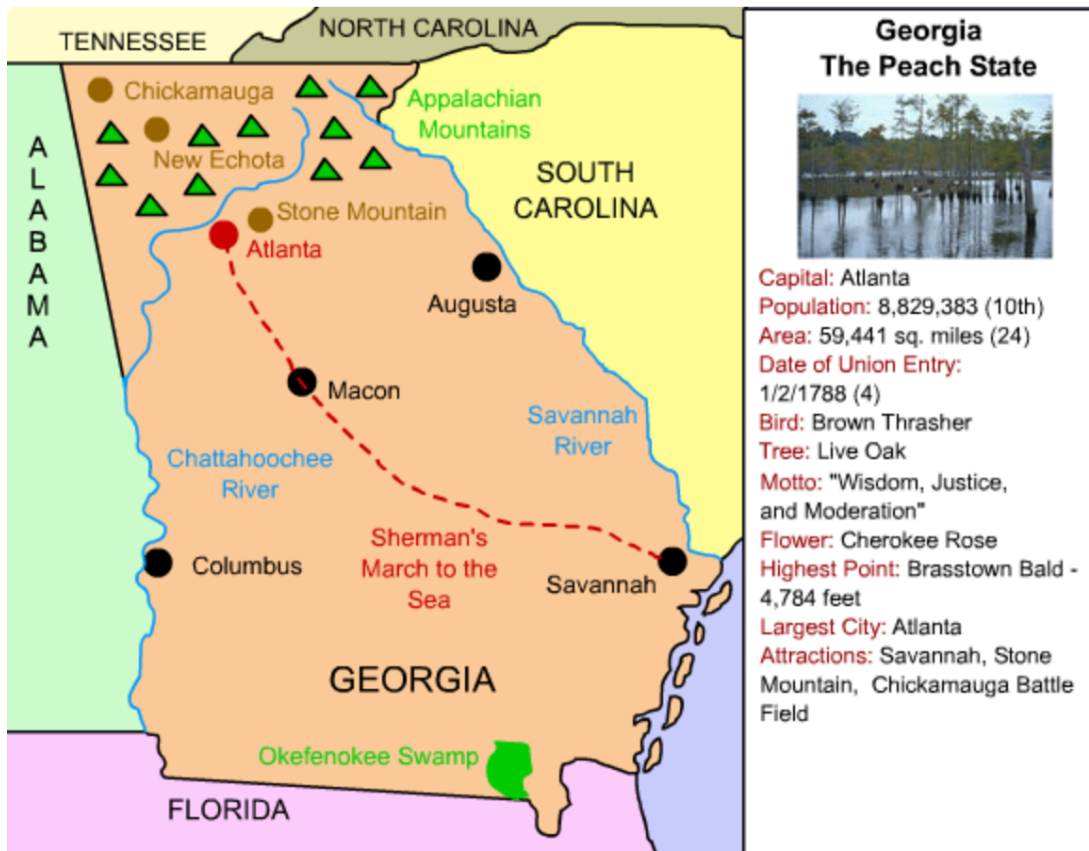 TENNESSEE
NORTH CAROLINA
Chickamauga
Appalachian
Mountains
New Echota
ALABAMA
SOUTH
CAROLINA
Stone Mountain
Atlanta
Augusta
Macon
Savannah
River
Chattahoochee
River
Sherman's
March to the
Sea
Columbus
Savannah
GEORGIA
Okefenokee Swamp
FLORIDA
Georgia
The Peach State
Capital: Atlanta
Population: 8,829,383 (10th)
Area: 59,441 sq. miles (24)
Date of Union Entry:
1/2/1788 (4)
Bird: Brown Thrasher
Tree: Live Oak
Motto: "Wisdom, Justice,
and Moderation"
Flower: Cherokee Rose
Highest Point: Brasstown Bald -
4,784 feet
Largest City: Atlanta
Attractions: Savannah, Stone
Mountain, Chickamauga Battle
Field